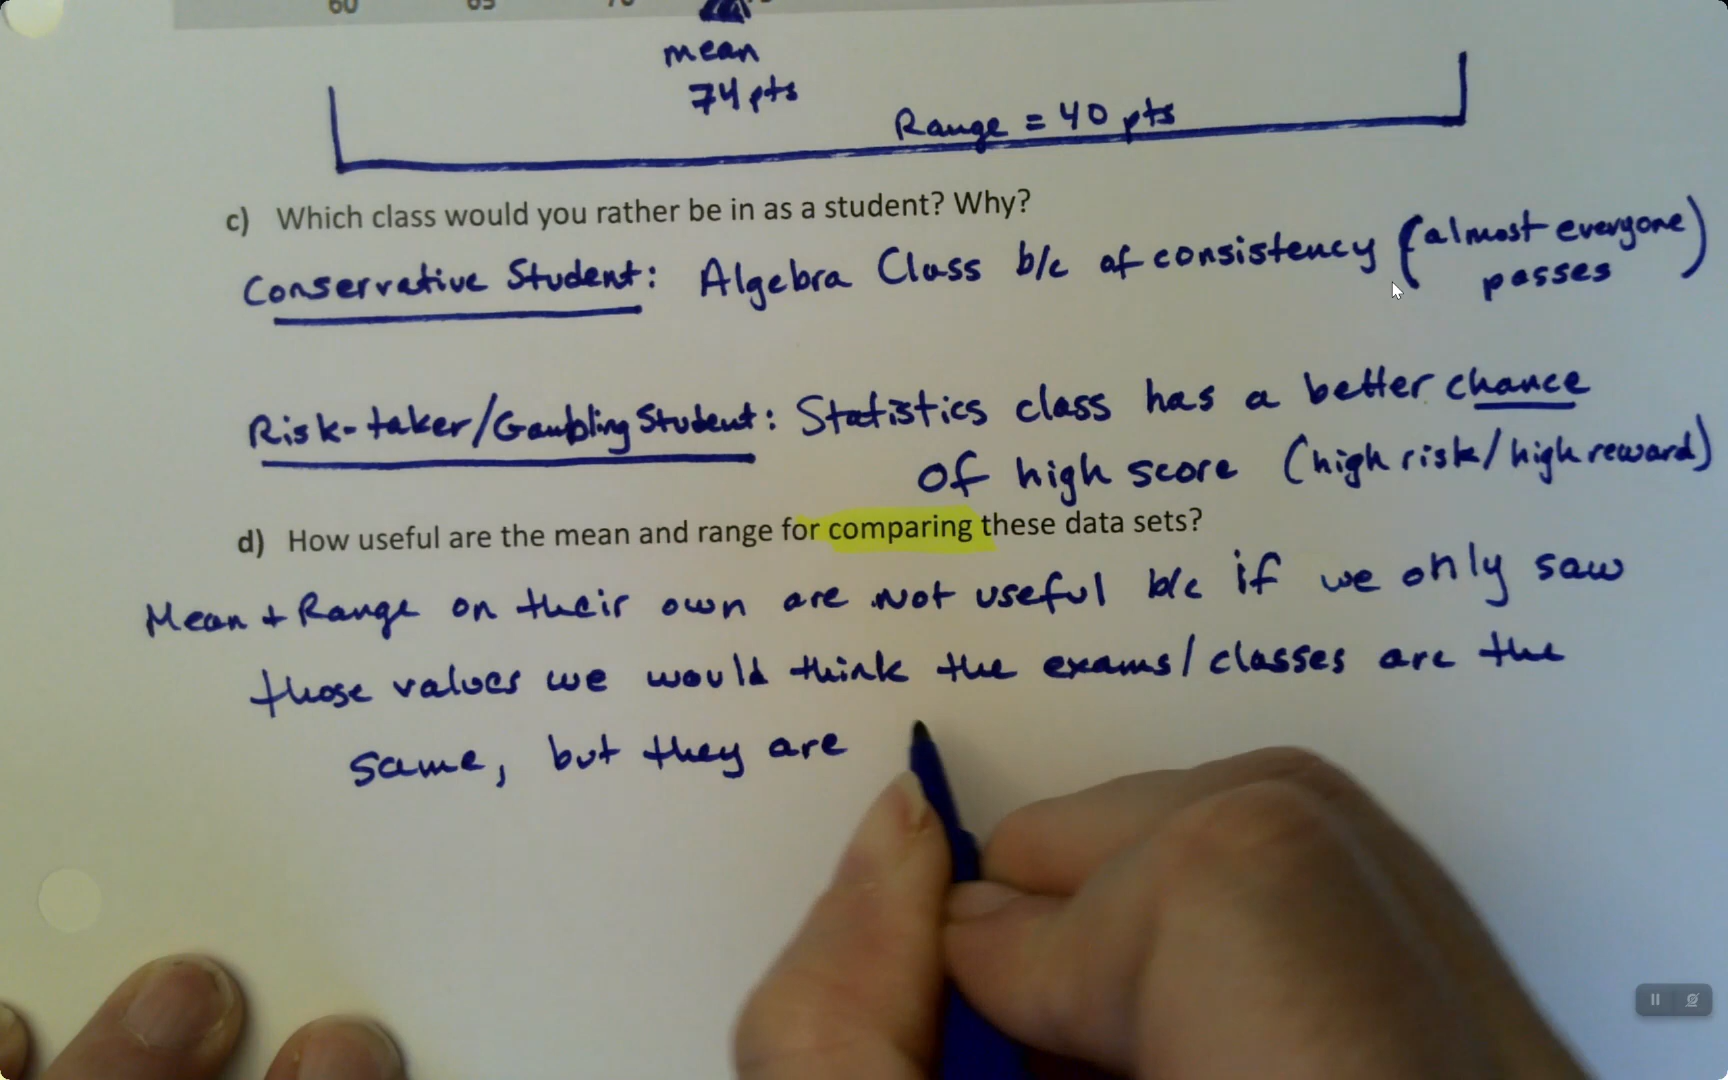 60 65 70
mean
74 pts
Range = 40 pts
c) Which class would you rather be in as a student? Why?
Conservative Student: Algebra Class b/c of consistency (almost everyone
passes)
Risk-taker/Gambling Student: Statistics class has a better chance
of high score (high risk/high reward)
d) How useful are the mean and range for comparing these data sets?
Mean + Range on their own are not useful b/c if we only saw
those values we would think the exams/classes are the
same, but they are